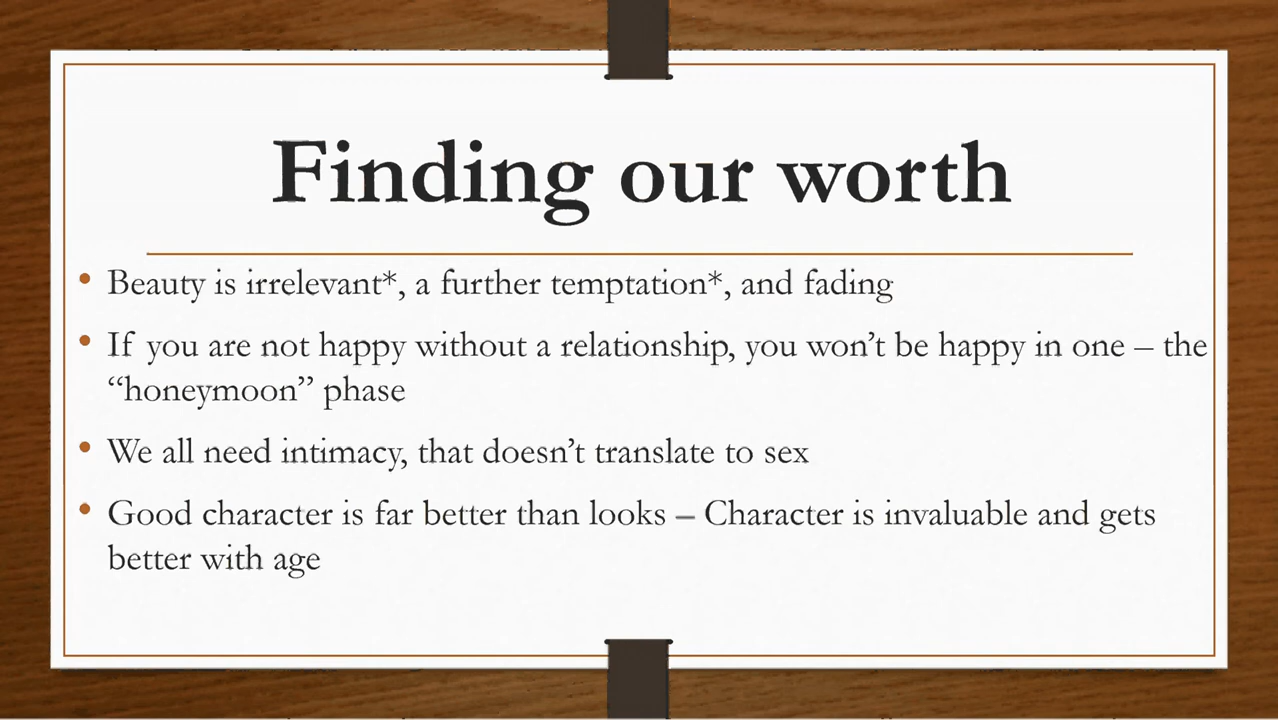 Finding our worth
• Beauty is irrelevant*, a further temptation*, and fading
• If you are not happy without a relationship, you won’t be happy in one – the
“honeymoon” phase
• We all need intimacy, that doesn’t translate to sex
• Good character is far better than looks – Character is invaluable and gets
better with age